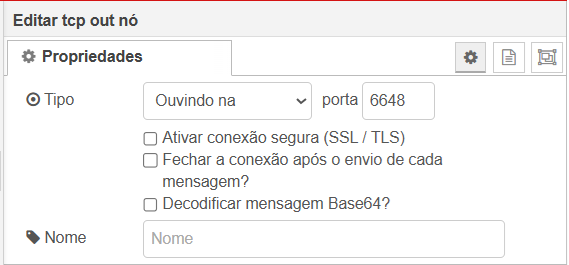 Editar tcp out nó
Propriedades
Tipo Ouvindo na porta 6648
Ativar conexão segura (SSL / TLS)
Fechar a conexão após o envio de cada
mensagem?
Decodificar mensagem Base64?
Nome Nome